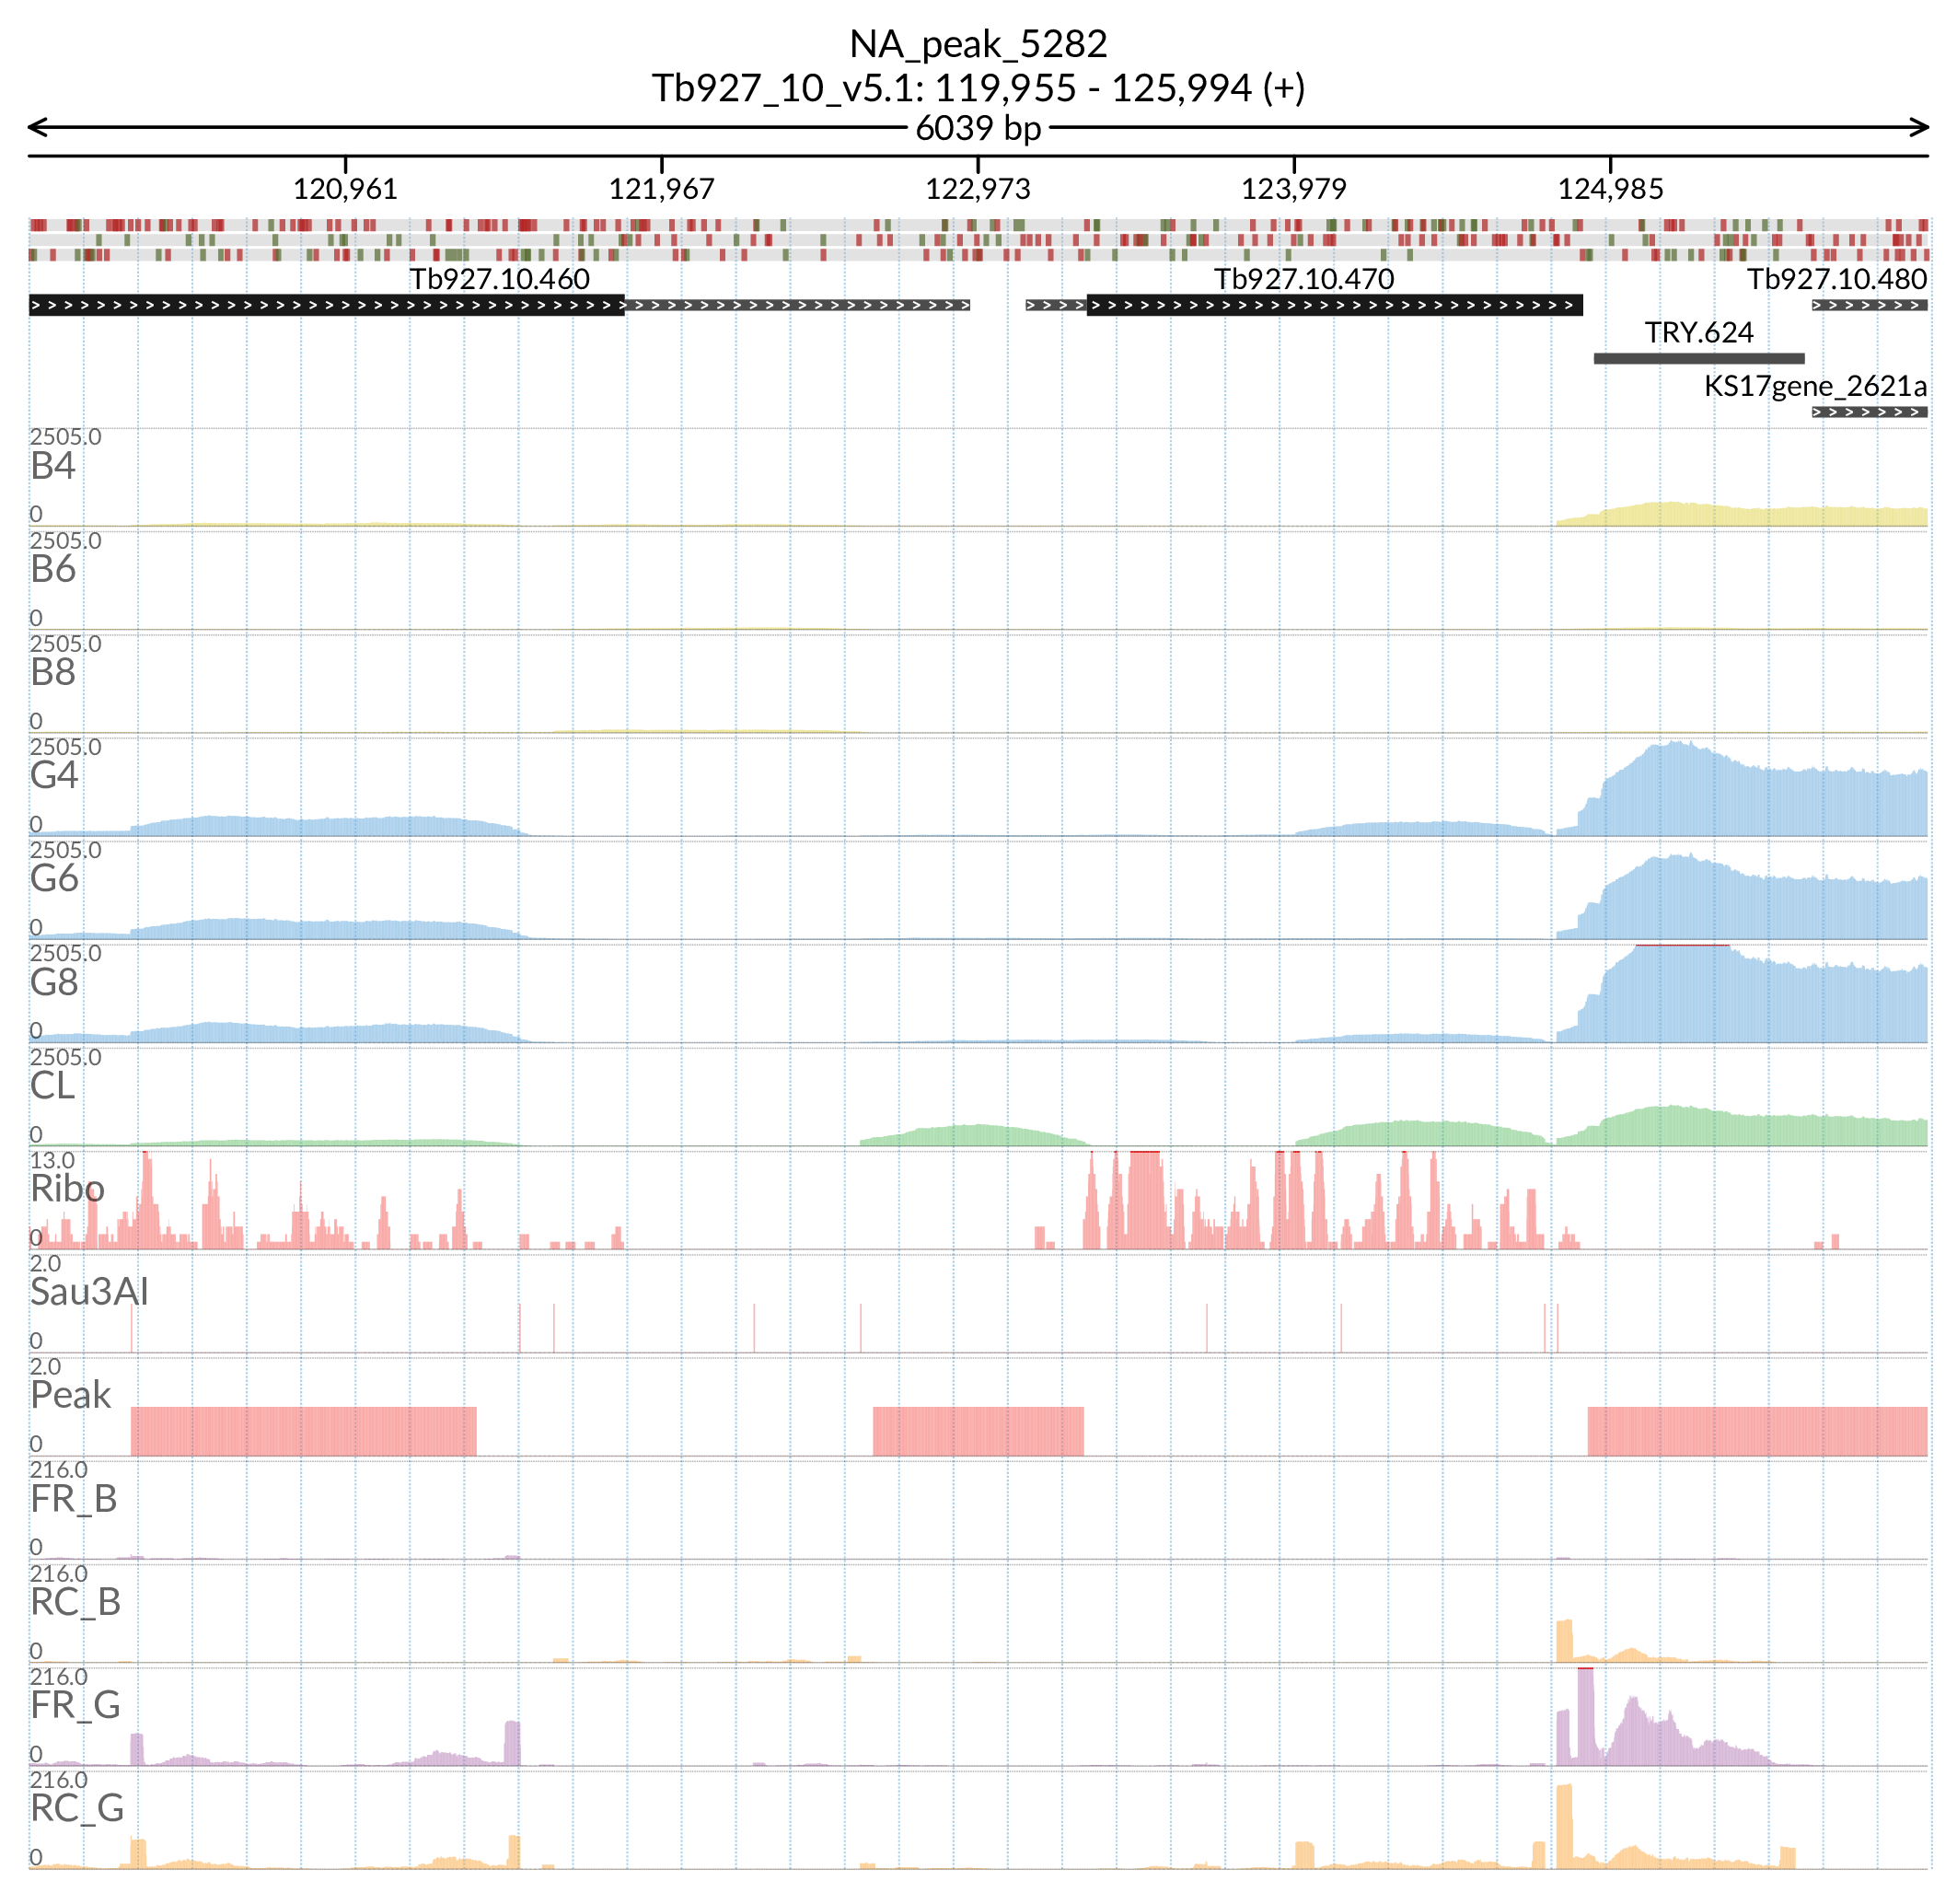 NA_peak_5282
Tb927_10_v5.1: 119,955 - 125,994 (+)
6039 bp
120,961 121,967 122,973 123,979 124,985
Tb927.10.460 Tb927.10.470 Tb927.10.480
TRY.624
KS17gene_2621a
2505.0
B4
0
2505.0
B6
0
2505.0
B8
0
2505.0
G4
0
2505.0
G6
0
2505.0
G8
0
2505.0
CL
0
13.0
Ribo
0
2.0
Sau3AI
0
2.0
Peak
0
216.0
FR_B
0
216.0
RC_B
0
216.0
FR_G
0
216.0
RC_G
0